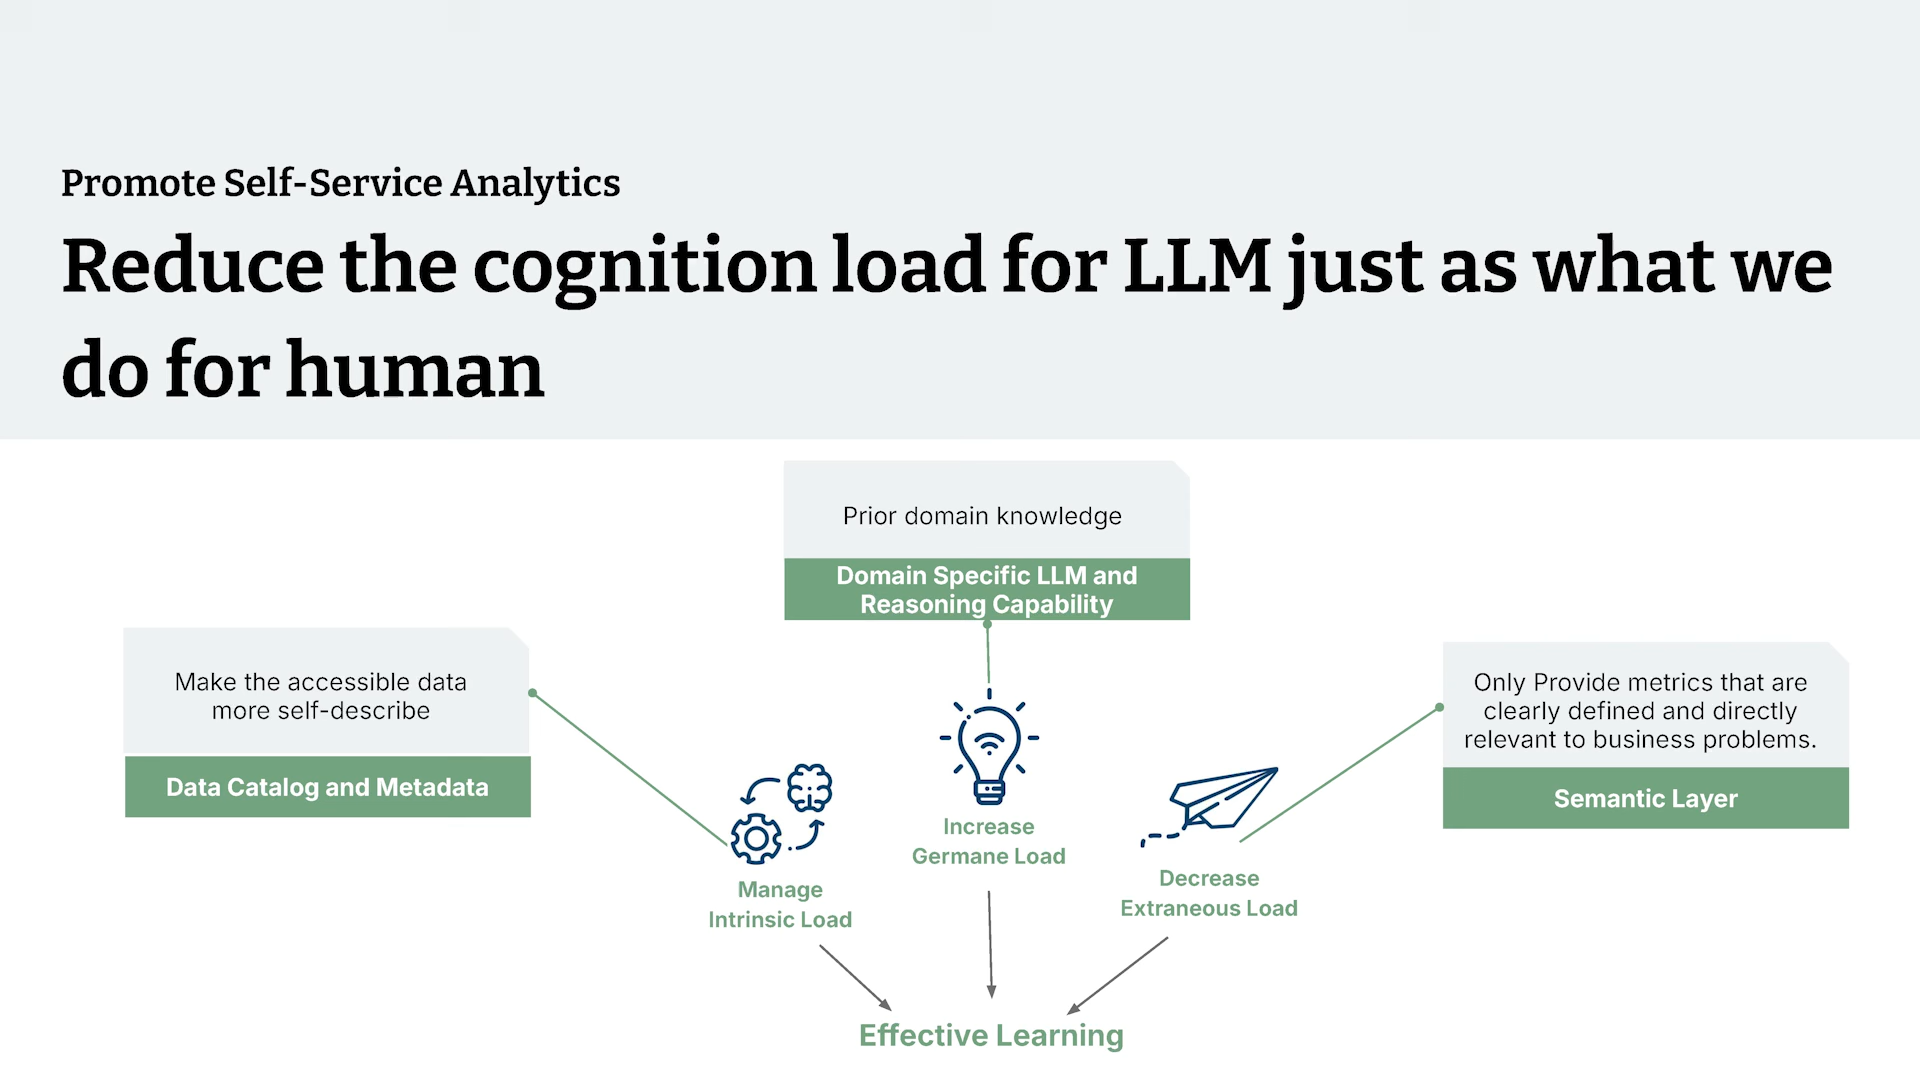 Promote Self-Service Analytics
Reduce the cognition load for LLM just as what we
do for human
Prior domain knowledge
Domain Specific LLM and
Reasoning Capability
Make the accessible data
more self-describe
Data Catalog and Metadata
Only Provide metrics that are
clearly defined and directly
relevant to business problems.
Semantic Layer
Increase
Germane Load
Manage
Intrinsic Load
Decrease
Extraneous Load
Effective Learning